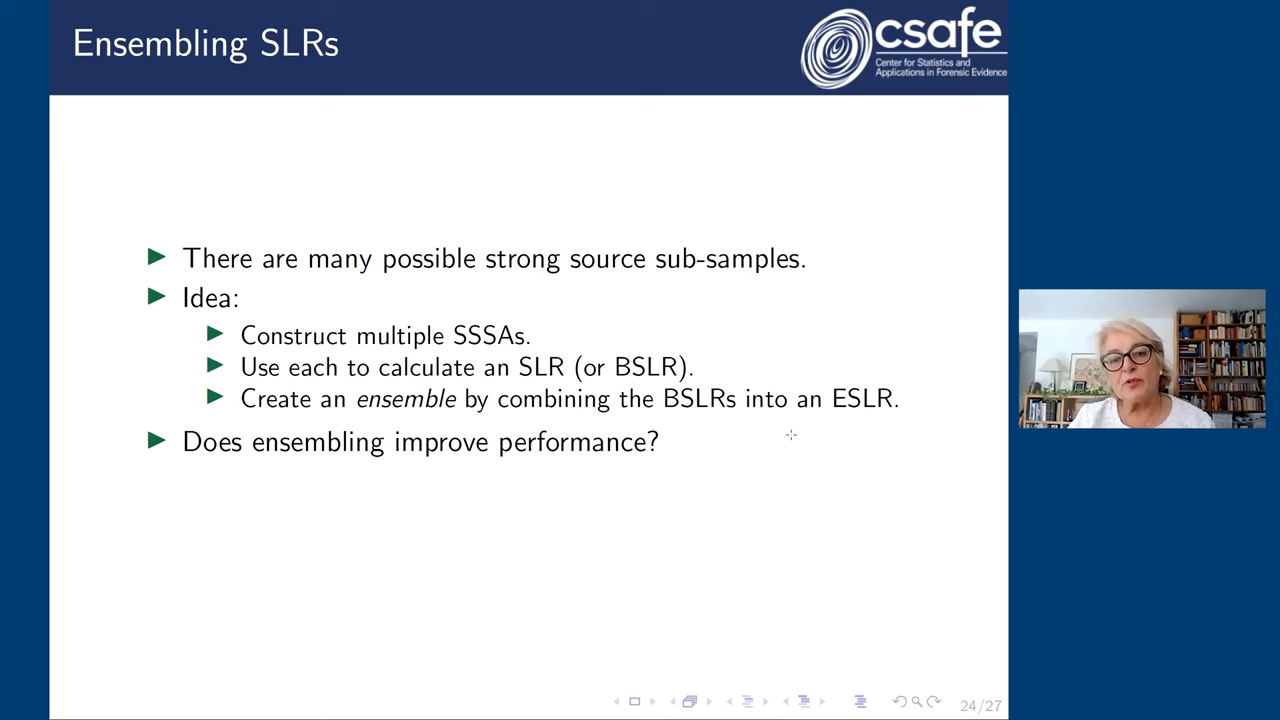 Ensembling SLRs
csafe
Center for Statistics and
Applications in Forensic Evidence
There are many possible strong source sub-samples.
Idea:
Construct multiple SSSAs.
Use each to calculate an SLR (or BSLR).
Create an ensemble by combining the BSLRs into an ESLR.
Does ensembling improve performance?
24/27